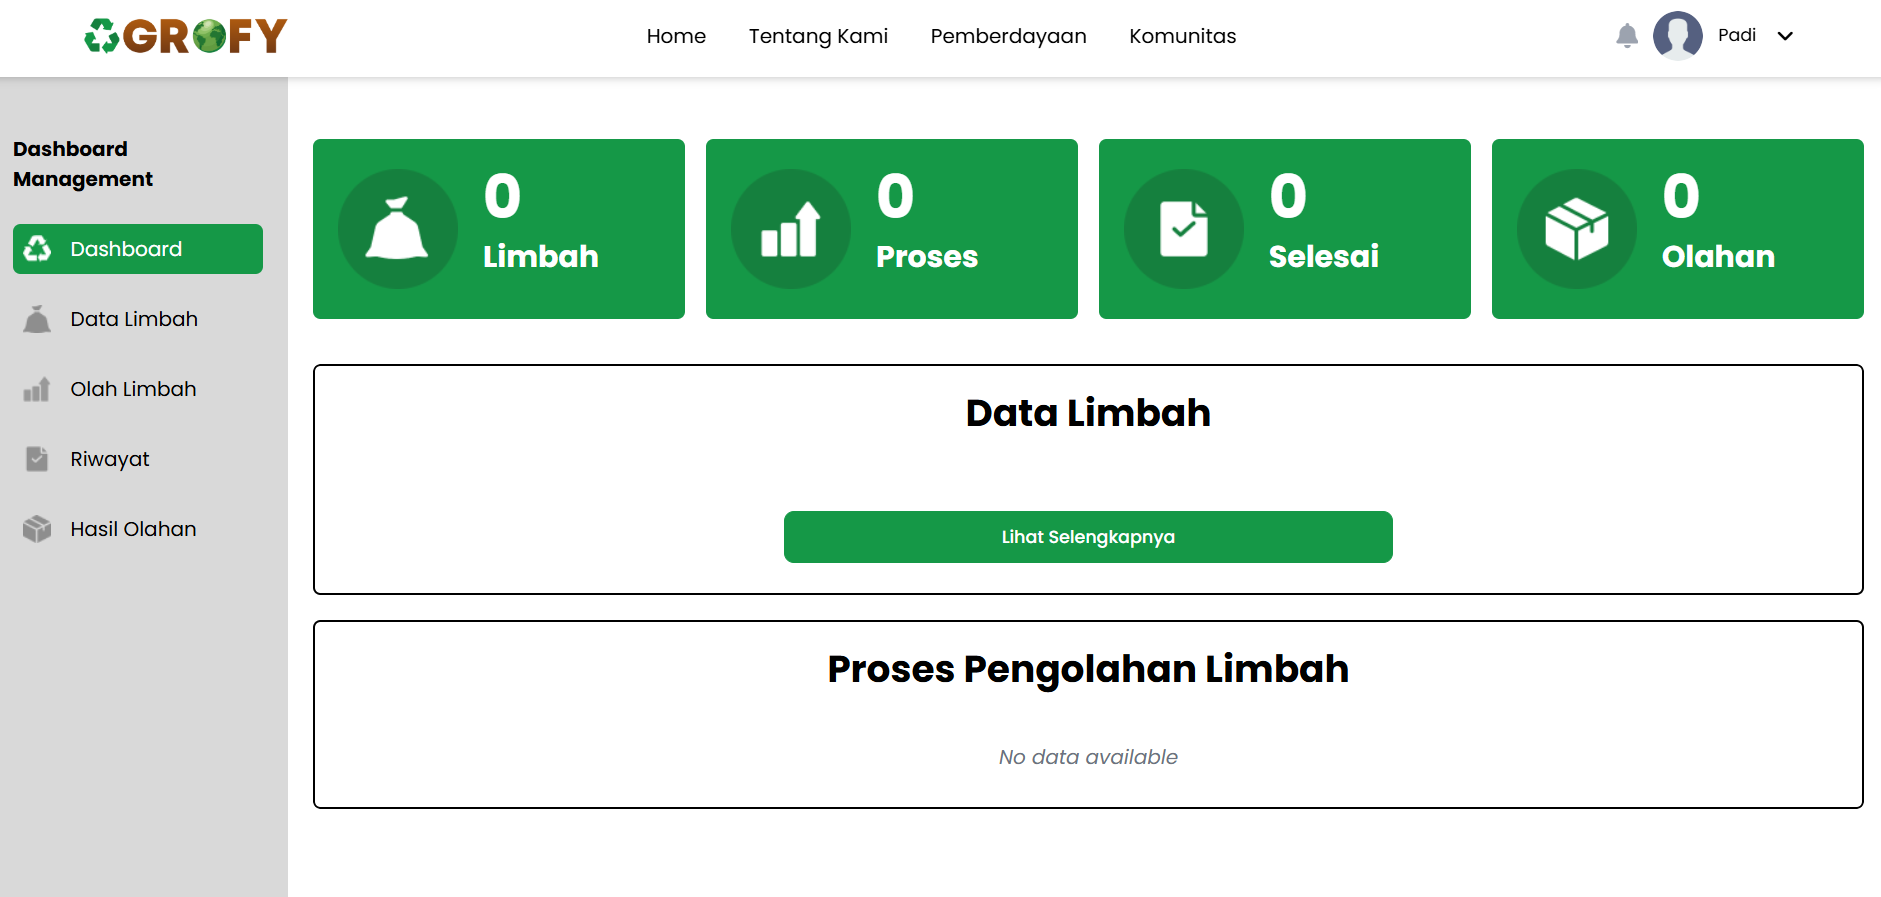 AGROFY
Home
Tentang Kami
Pemberdayaan
Komunitas
Padi
Dashboard
Management
Dashboard
Data Limbah
Olah Limbah
Riwayat
Hasil Olahan
0
Limbah
0
Proses
0
Selesai
0
Olahan
Data Limbah
Lihat Selengkapnya
Proses Pengolahan Limbah
No data available